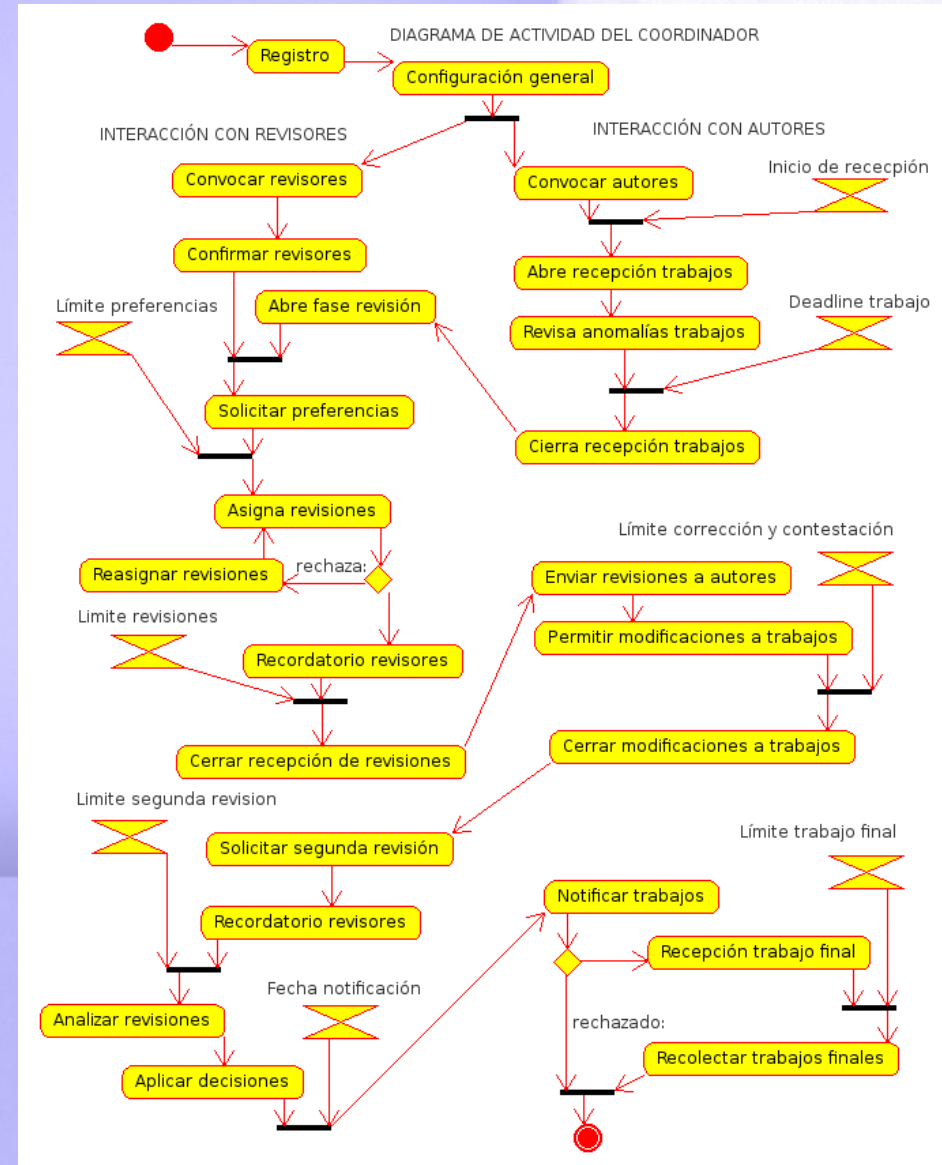 DIAGRAMA DE ACTIVIDAD DEL COORDINADOR
Registro
Configuración general
INTERACCIÓN CON REVISORES
INTERACCIÓN CON AUTORES
Inicio de rececpión
Convocar revisores
Convocar autores
Confirmar revisores
Abre recepción trabajos
Límite preferencias
Abre fase revisión
Deadline trabajo
Revisa anomalías trabajos
Solicitar preferencias
Cierra recepción trabajos
Asigna revisiones
Límite corrección y contestación
Reasignar revisiones
rechaza:
Enviar revisiones a autores
Limite revisiones
Permitir modificaciones a trabajos
Recordatorio revisores
Cerrar recepción de revisiones
Cerrar modificaciones a trabajos
Limite segunda revision
Límite trabajo final
Solicitar segunda revisión
Notificar trabajos
Recordatorio revisores
Recepción trabajo final
Fecha notificación
Analizar revisiones
rechazado:
Recolectar trabajos finales
Aplicar decisiones